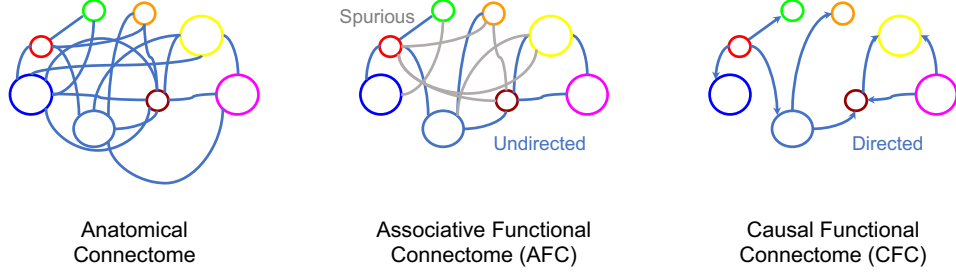 Spurious
Undirected
Directed
Anatomical
Connectome
Associative Functional
Connectome (AFC)
Causal Functional
Connectome (CFC)